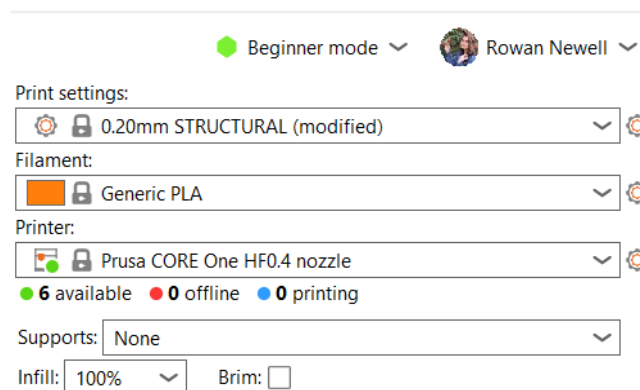 Beginner mode Rowan Newell
Print settings:
0.20mm STRUCTURAL (modified)
Filament:
Generic PLA
Printer:
Prusa CORE One HF0.4 nozzle
6 available 0 offline 0 printing
Supports: None
Infill: 100% Brim: